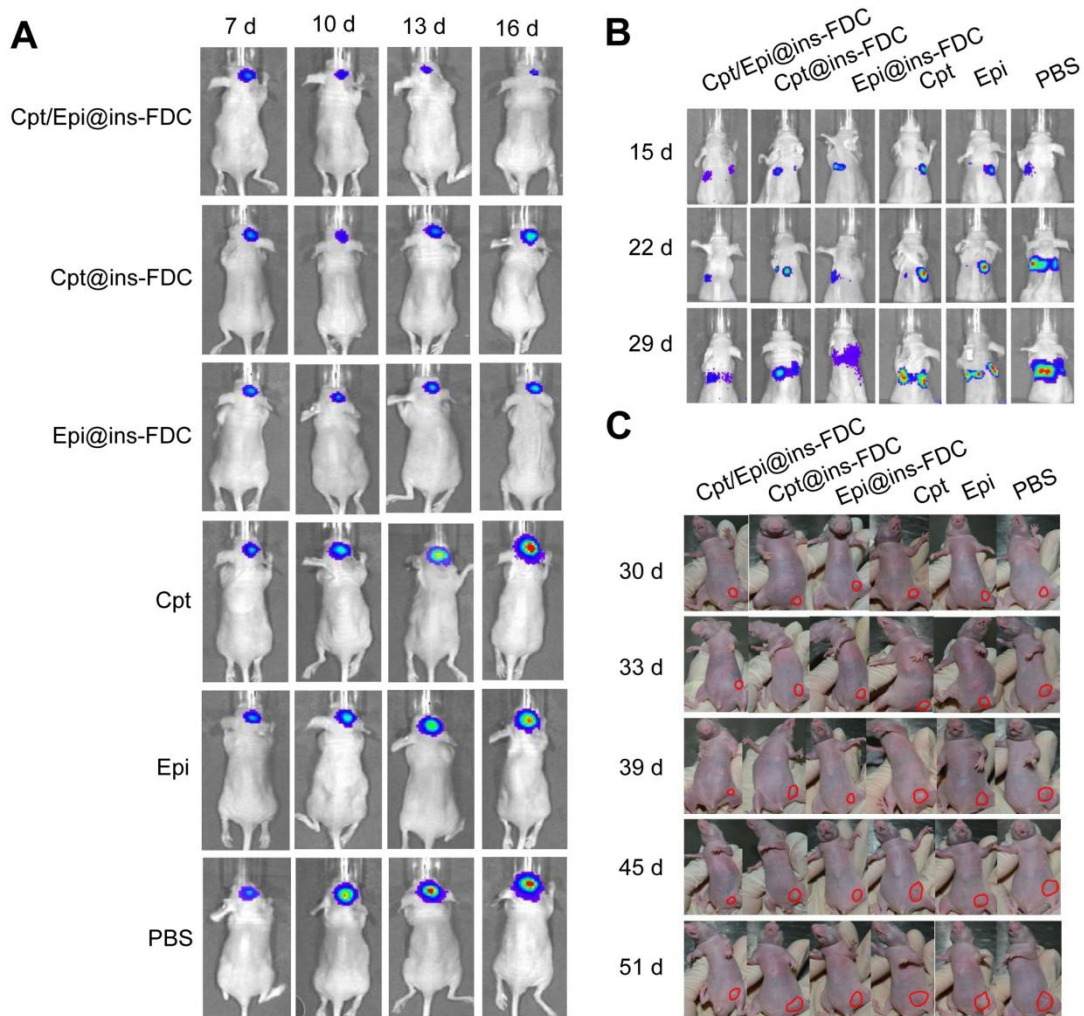 A
7 d 10 d 13 d 16 d
Cpt/Epi@ins-FDC
Cpt@ins-FDC
Epi@ins-FDC
Cpt
Epi
PBS
B
Cpt/Epi@ins-FDC Cpt@ins-FDC Epi@ins-FDC Cpt Epi PBS
15 d
22 d
29 d
C
Cpt/Epi@ins-FDC Cpt@ins-FDC Epi@ins-FDC Cpt Epi PBS
30 d
33 d
39 d
45 d
51 d